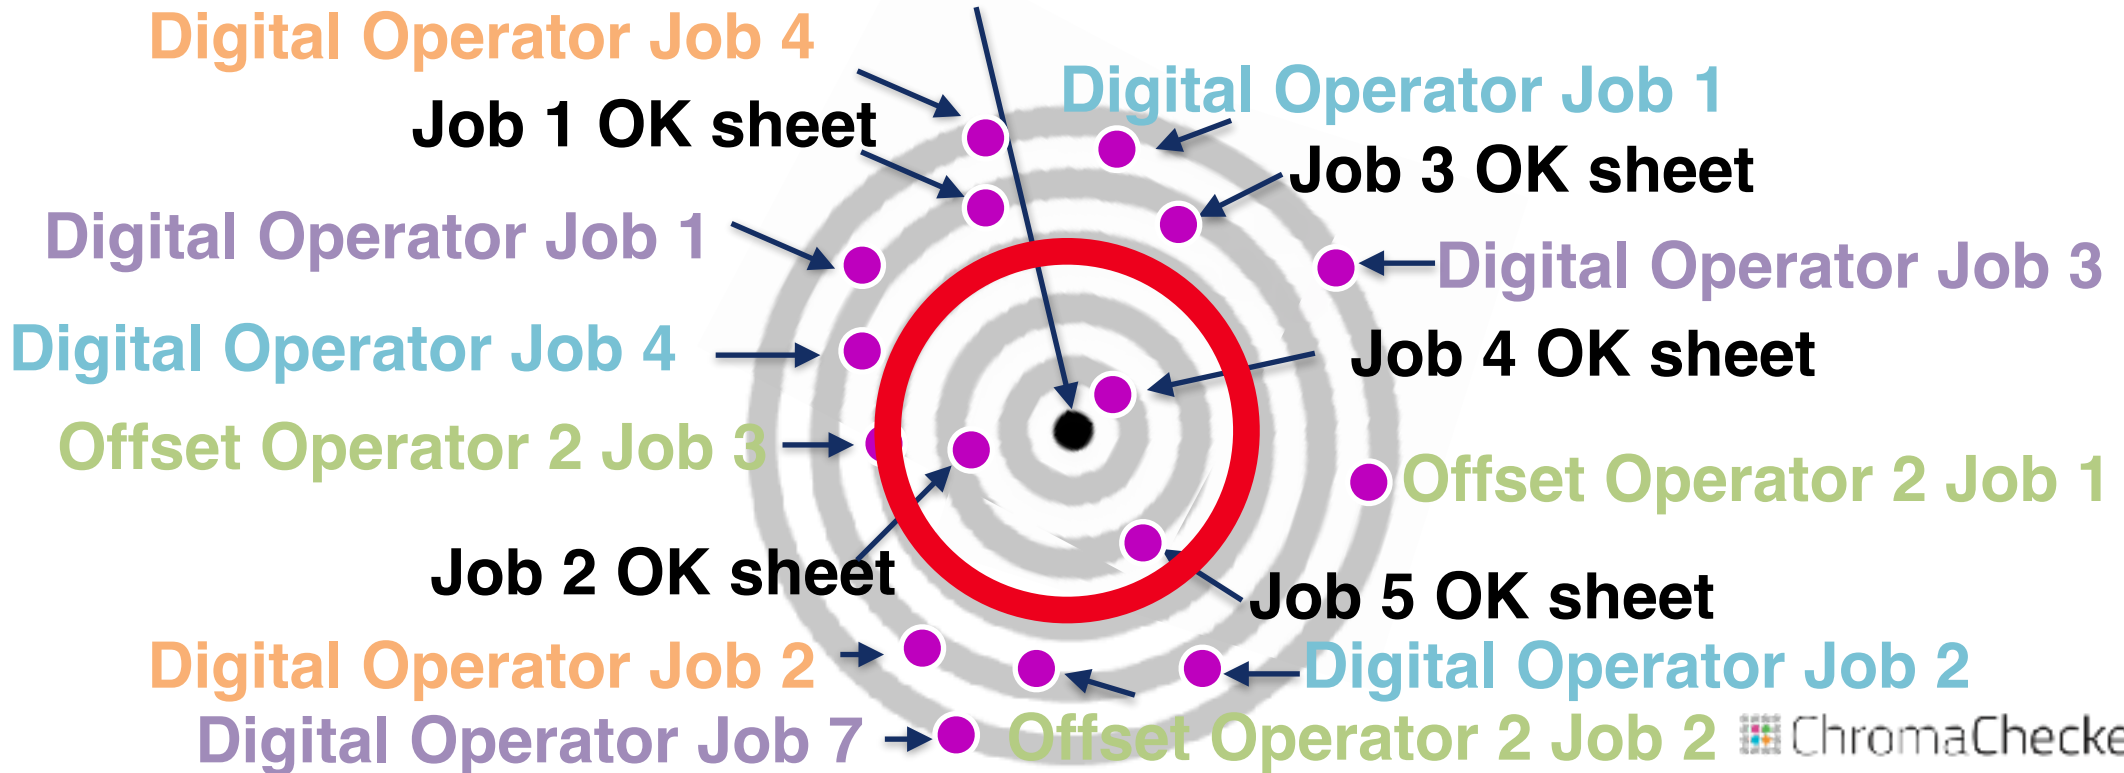 Digital Operator Job 4
Digital Operator Job 1
Job 1 OK sheet
Job 3 OK sheet
Digital Operator Job 1
Digital Operator Job 3
Digital Operator Job 4
Job 4 OK sheet
Offset Operator 2 Job 3
Offset Operator 2 Job 1
Job 2 OK sheet
Job 5 OK sheet
Digital Operator Job 2
Digital Operator Job 2
Digital Operator Job 7
Offset Operator 2 Job 2
ChromaChecke